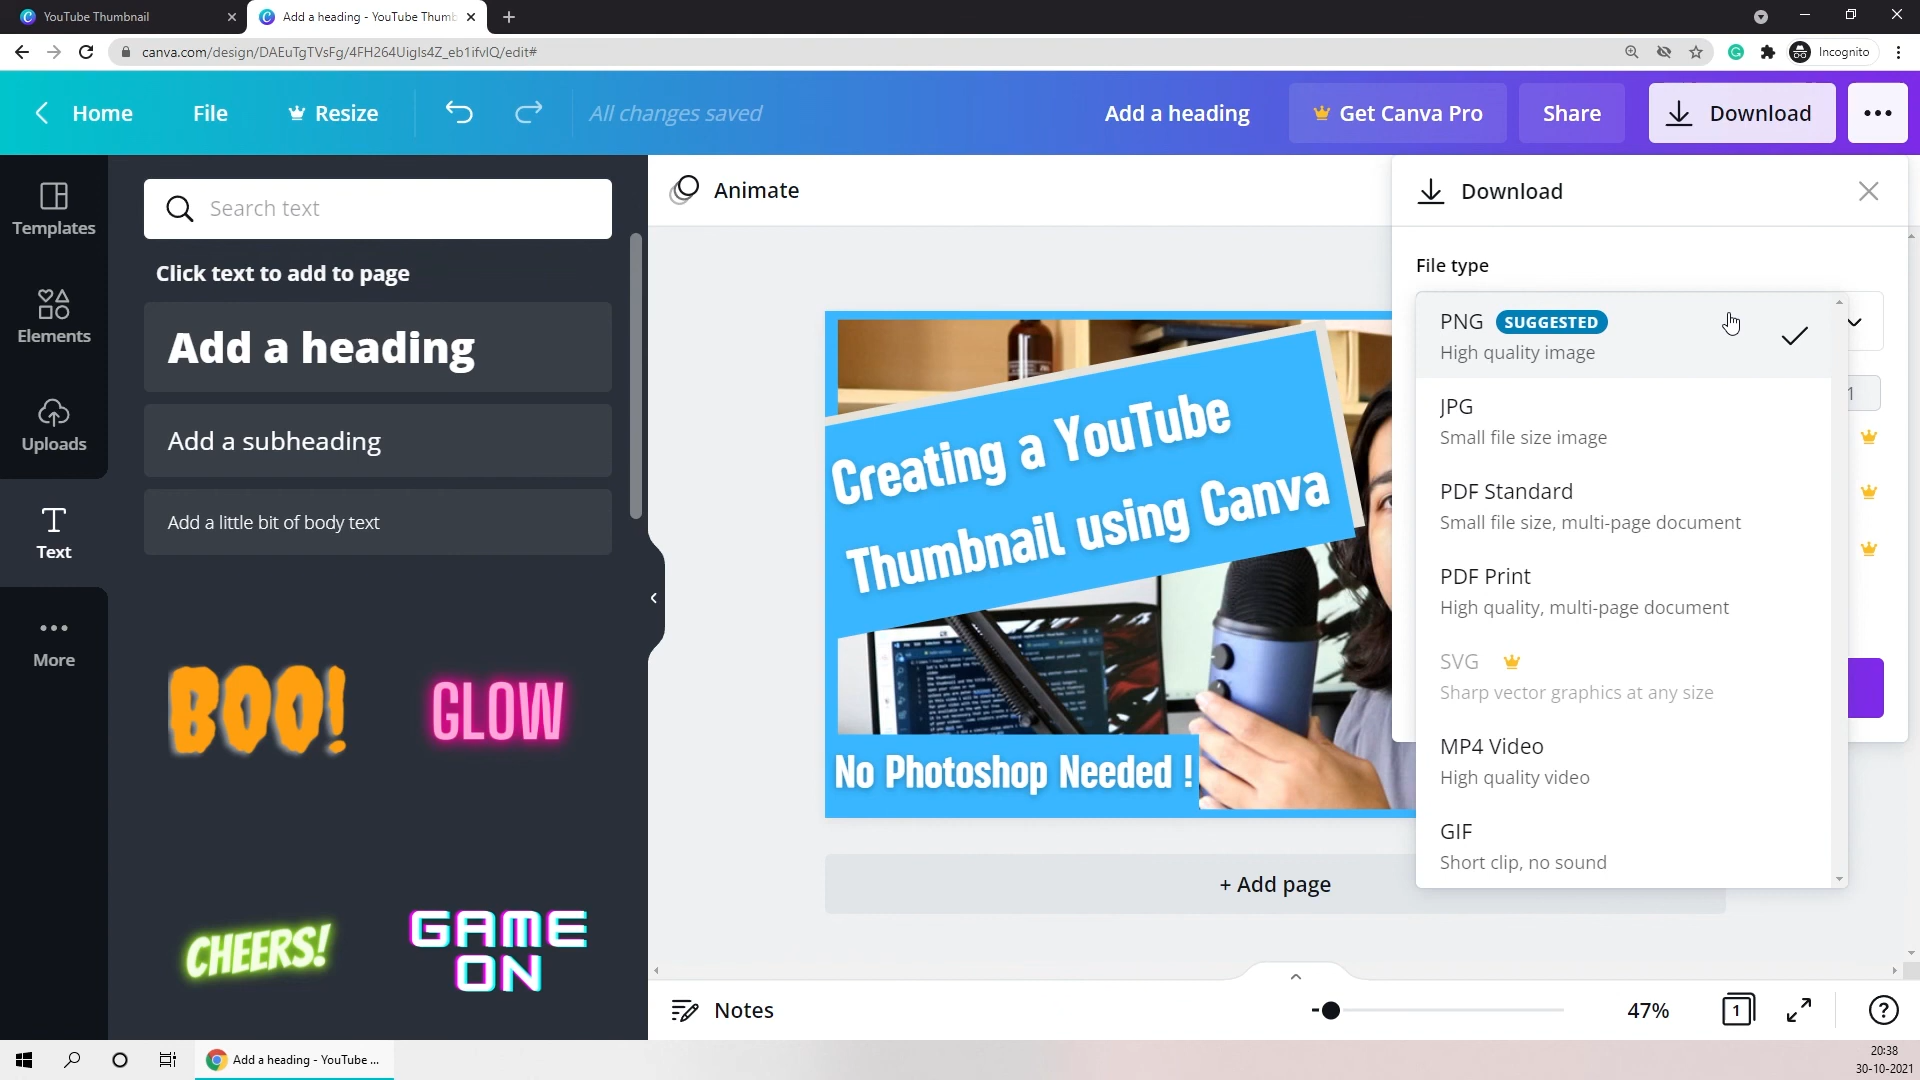 YouTube Thumbnail
Add a heading - YouTube Thumb
canva.com/design/DAEuTgTVsFg/4FH264Uigls4Z_eb1ifvIQ/edit#
Incognito
Home
File
Resize
All changes saved
Add a heading
Get Canva Pro
Share
Download
Templates
Elements
Uploads
Text
More
Search text
Click text to add to page
Add a heading
Add a subheading
Add a little bit of body text
BOO!
GLOW
CHEERS!
GAME
ON
Animate
Creating a YouTube
Thumbnail using Canva
No Photoshop Needed !
+ Add page
Download
File type
PNG SUGGESTED
High quality image
1
JPG
Small file size image
PDF Standard
Small file size, multi-page document
PDF Print
High quality, multi-page document
SVG
Sharp vector graphics at any size
MP4 Video
High quality video
GIF
Short clip, no sound
Notes
47%
1
Add a heading - YouTube ...
20:38
30-10-2021